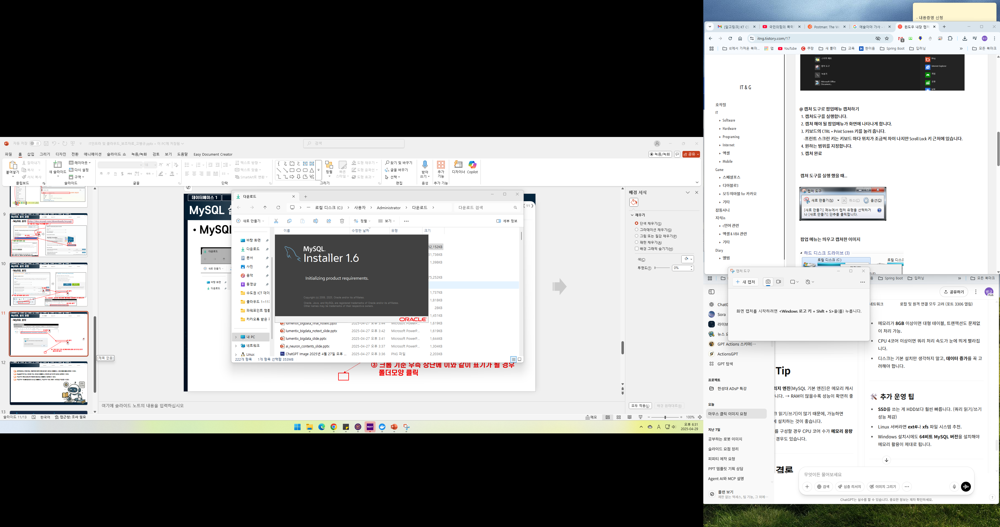 자동 저장
IT인프라 및 클라우드_보조자료_고병규.pptx • 이 PC에 저장됨
검색
파일 홈 삽입 그리기 디자인 전환 애니메이션 슬라이드 쇼 녹음/녹화 검토 보기 도움말 Easy Document Creator
녹음/녹화
공유
붙여넣기
잘라내기
복사
서식 복사
클립보드
새 슬라이드
레이아웃
다시 설정
구역
슬라이드
18
글꼴
텍스트 방향
텍스트 맞춤
SmartArt로 변환
단락
정렬
빠른 스타일
도형 채우기
도형 윤곽선
도형 효과
그리기
찾기 및 바꾸기
글꼴 바꾸기
선택
편집
받아쓰기
음성
추가 기능
추가 기능
디자이너
Copilot
9
MySQL 설치 과정
• MySQL 설치 : http://dev.mysql.com/downloads/mysql/
10
MySQL 설치 과정
• MySQL 설치
11
MySQL 설치 과정
• MySQL 설치
12
13
[제목 없음]
데이터베이스 1
MySQL
• MySQL
다운로드
새로 만들기
바탕 화면
다운로드
11
③ 크롬 기준 우측 상단에 이와 같이 표기가 될 경우
폴더모양 클릭
다운로드
로컬 디스크 (C:) > 사용자 > Administrator > 다운로드 >
다운로드 검색
새로 만들기
정렬
보기
세부 정보
이름 수정한 날짜 유형 크기
바탕 화면
다운로드
문서
사진
음악
동영상
수도권 ICT 데이
클라우드 1~11
파워포인트 템플
카카오톡 받은
내 PC
네트워크
Linux
MySQL.
Installer 1.6
Initializing product requirements.
Copyright (c) 2008, 2025, Oracle and/or its affiliates.
Oracle, Java, and MySQL are registered trademarks of Oracle and/or its affiliates.
Other names may be trademarks of their respective owners.
ORACLE
52,152KB
31,736KB
1,398KB
75,252KB
1,737KB
1,818KB
28KB
1,451KB
lumentix_bigdata_final_notext.pptx 2025-04-27 오후 3:44 Microsoft PowerP... 1,619KB
lumentix_bigdata_notext_slide.pptx 2025-04-27 오후 3:42 Microsoft PowerP... 1,619KB
lumentix_bigdata_slide.pptx 2025-04-27 오후 3:41 Microsoft PowerP... 1,644KB
ai_neuron_contents_slide.pptx 2025-04-27 오후 3:37 Microsoft PowerP... 1,304KB
ChatGPT Image 2025년 4월 27일 오후 ... 2025-04-27 오후 3:36 PNG 파일 2,203KB
222개 항목 1개 항목 선택함 353MB
배경 서식
채우기
단색 채우기(S)
그라데이션 채우기(G)
그림 또는 질감 채우기(P)
패턴 채우기(A)
배경 그래픽 숨기기(H)
색(C)
투명도(T) 0%
모두 적용(L)
배경 원래대로(B)
여기에 슬라이드 노트의 내용을 입력하십시오
슬라이드 11/13 한국어 접근성: 조사 필요
메모
100%
NEXT
A
오후 6:31
2025-04-29
- 내용증명 신청
[알고링크] KT CS
국민의힘의 폭력
Postman: The W
예술이야 가사 -
윈도우 내장 캡처
itng.tistory.com/17
IE에서 가져온 북마... 앱 YouTube 쿠팡 새 폴더 교육 한이음 Spring Boot 딥러닝 모든 북마크
IT & G
호작질
IT
Software
Hardware
Programing
Internet
엑셀
Mobile
Game
스페셜포스
디아블로3
모두의마블 for 카카오
기타
잡동사니
지식in
c언어 관련
엑셀 & VBA 관련
기타
Diary
앨범
스티커 메모
캡처 도구
녹음기
Microsoft Office
Document...
Bing
Internet Explorer
게임
금융
날씨
@ 캡쳐 도구로 팝업메뉴 캡쳐하기
1. 캡쳐도구를 실행합니다.
2. 캡쳐 해야 될 팝업메뉴가 화면에 나타나게 합니다.
3. 키보드의 CTRL + Print Screen 키를 눌러 줍니다.
-프린트 스크린 키는 키보드 마다 위치가 조금씩 차이 나지만 Scroll Lock 키 근처에 있습니다.
4. 원하는 범위를 지정합니다.
5. 캡쳐 완료
캡쳐 도구를 실행 했을 때...
캡처 도구
새로 만들기(N) 취소(C) 옵션(O)
[새로 만들기] 메뉴에서 캡처 유형을 선택하거
나 [새로 만들기] 단추를 클릭합니다.
팝업 메뉴는 띄우고 캡쳐한 이미지
하드 디스크 드라이브 (3)
로컬 디스크 (C:)
로컬 디스크
캡처 도구
새 캡처
화면 캡처를 시작하려면 <Windows 로고 키 + Shift + S>을(를) 누릅니다.
Spring Boot 딥러닝 모든 북마크
공유하기
병규
PLUS
ChatG
Sora
라이브
뉴스 요
GPT Actions 스키마(…
ActionsGPT
GPT 탐색
프로젝트
한성대 ADsP 특강
오늘
마우스 클릭 이미지 요청
지난 7일
공부하는 로봇 이미지
슬라이드 요점 정리
피피티 제작 요청
PPT 템플릿 기획 상담
Agent AI와 MCP 설명
플랜 보기
제한 없는 액세스, 팀 기능, 그 외에…
Tip
리지 엔진(MySQL 기본 엔진)은 메모리 캐시
니다. → RAM이 많을수록 성능이 확연히 좋
크 읽기/쓰기)이 많기 때문에, 가능하면
에 설치하는 것이 좋습니다.
를 구성할 경우 CPU 코어 수가 메모리 용량
경우도 있습니다.
결론
네트워크 로컬 및 원격 연결 모두 고려 (포트 3306 열림)
메모리가 8GB 이상이면 대형 테이블, 트랜잭션도 문제없
이 처리 가능.
CPU 4코어 이상이면 쿼리 처리 속도가 눈에 띄게 빨라집
니다.
디스크는 기본 설치만 생각하지 말고, 데이터 증가를 꼭 고
려해야 합니다.
추가 운영 팁
SSD를 쓰는 게 HDD보다 훨씬 빠릅니다. (쿼리 읽기/쓰기
성능 체감)
Linux 서버라면 ext4나 xfs 파일 시스템 추천.
Windows 설치시에도 64비트 MySQL 버전을 설치해야
메모리 활용이 제대로 됩니다.
무엇이든 물어보세요
검색 심층 리서치 이미지 그리기
ChatGPT는 실수를 할 수 있습니다. 중요한 정보는 재차 확인하세요.